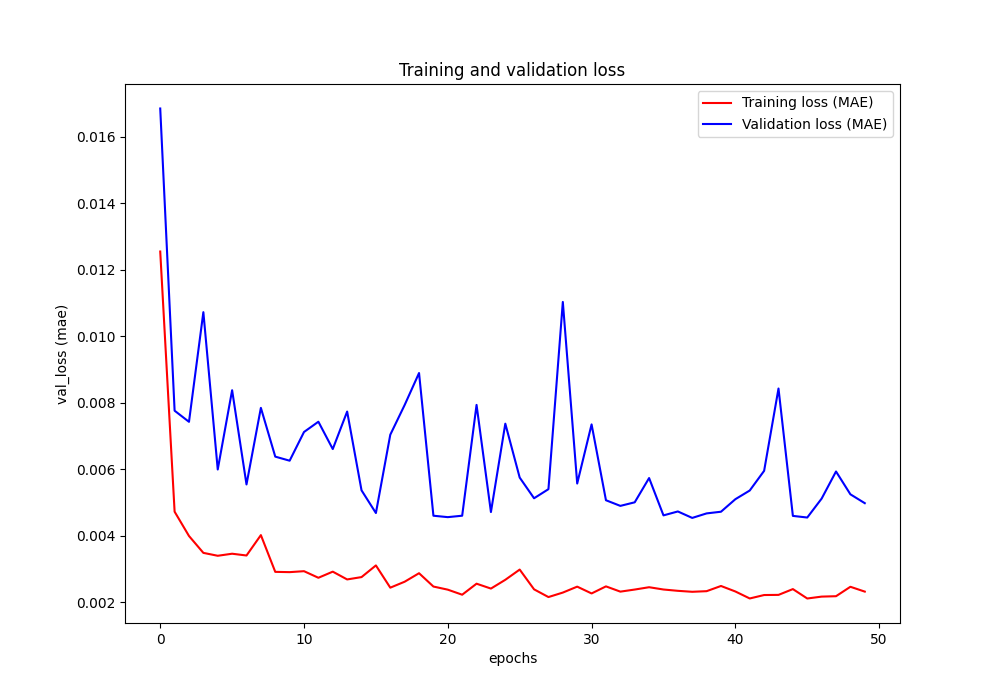 Training and validation loss
Training loss (MAE)
Validation loss (MAE)
0.016
0.014
0.012
0.010
0.008
0.006
0.004
0.002
val_loss (mae)
0 10 20 30 40 50
epochs